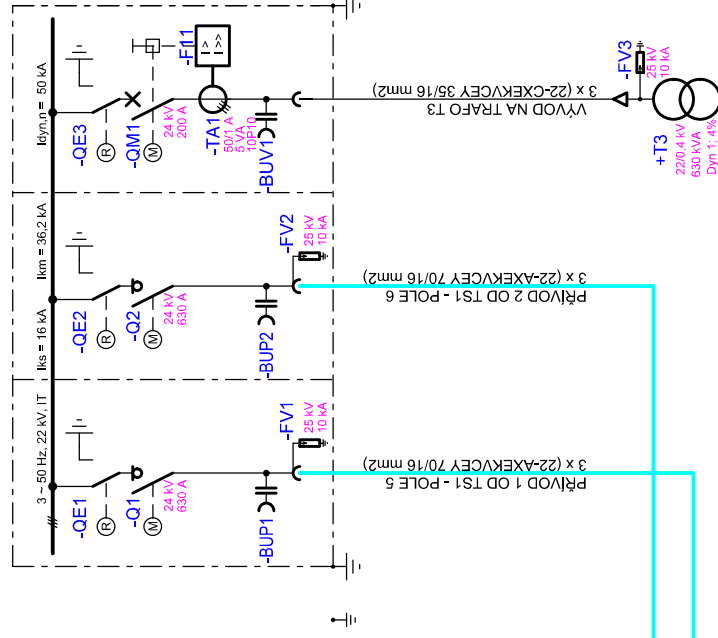 3 ~ 50 Hz, 22 kV, IT
Iks = 16 kA
Ikm = 36,2 kA
Idyn,n = 50 kA
-QE1
R
-Q1
M
24 kV
630 A
-BUP1
-FV1
25 kV
10 kA
PŘÍVOD 1 OD TS1 - POLE 5
3 x (22-AXEKVCEY 70/16 mm2)
-QE2
R
-Q2
M
24 kV
630 A
-BUP2
-FV2
25 kV
10 kA
PŘÍVOD 2 OD TS1 - POLE 6
3 x (22-AXEKVCEY 70/16 mm2)
-QE3
R
-QM1
M
24 kV
200 A
-F11
I >
I >>
-TA1
50/1 A
5 VA
10P10
-BUV1
VÝVOD NA TRAFO T3
3 x (22-CXEKVCEY 35/16 mm2)
-FV3
25 kV
10 kA
+T3
22/0,4 kV
630 kVA
Dyn 1; 4%